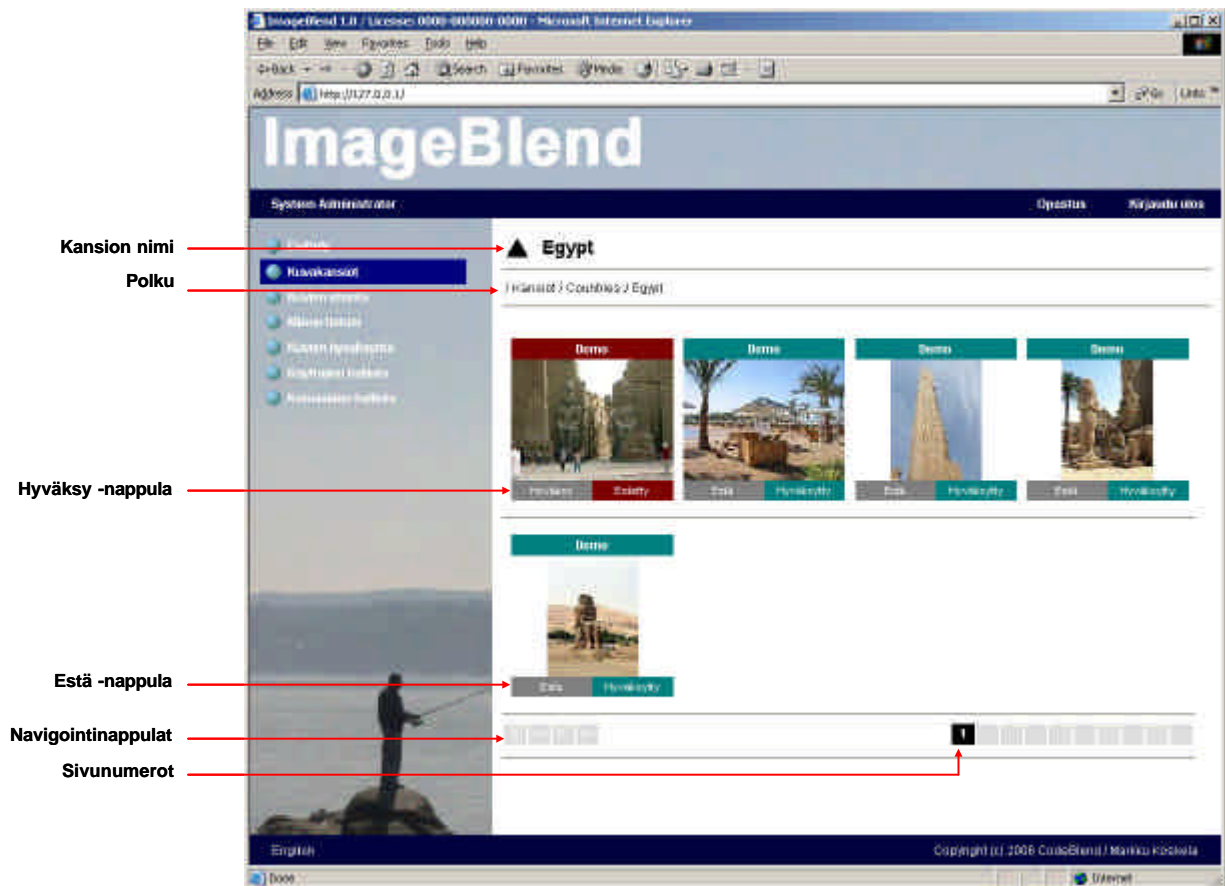 ImageBlend 1.0 / License: 0000-000000-0000 - Microsoft Internet Explorer
File Edit View Favorites Tools Help
Back Search Favorites Media
Address http://127.0.0.1/ Go Links
ImageBlend
System Administrator Opastus Kirjaudu ulos
Kansion nimi
Egypt
Kuvakansiot
Polku
/ Kansiot / Countries / Egypt
Demo Demo Demo Demo
Hyväksy -nappula
Hyväksy Estetty Estä Hyväksytty Estä Hyväksytty Estä Hyväksytty
Demo
Estä -nappula
Estä Hyväksytty
Navigointinappulat
1
Sivunumerot
English Copyright (c) 2006 CodeBlend / Markku Koskela
Done Internet